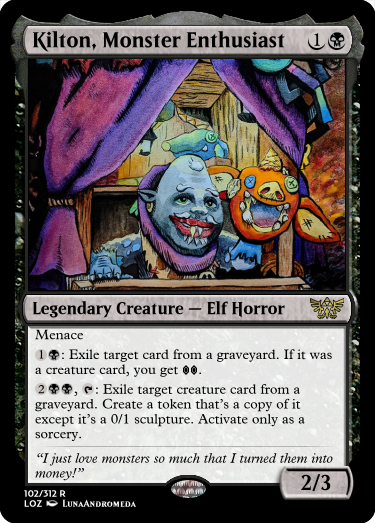 Kilton, Monster Enthusiast 1
Legendary Creature — Elf Horror
Menace
1 : Exile target card from a graveyard. If it was
a creature card, you get .
2 , : Exile target creature card from a
graveyard. Create a token that's a copy of it
except it's a 0/1 sculpture. Activate only as a
sorcery.
"I just love monsters so much that I turned them into
money!"
2/3
102/312 R
LOZ LunaAndromeda